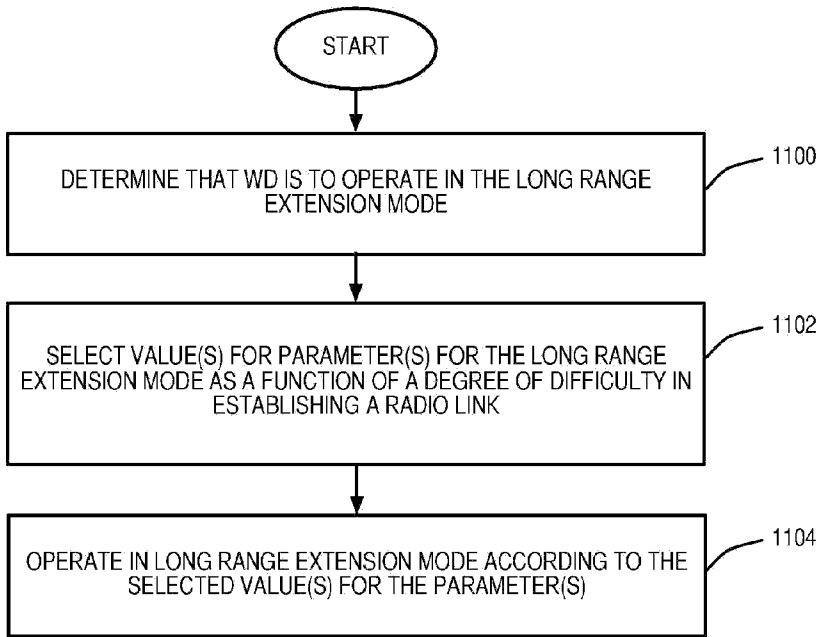 START
DETERMINE THAT WD IS TO OPERATE IN THE LONG RANGE
EXTENSION MODE
1100
SELECT VALUE(S) FOR PARAMETER(S) FOR THE LONG RANGE
EXTENSION MODE AS A FUNCTION OF A DEGREE OF DIFFICULTY IN
ESTABLISHING A RADIO LINK
1102
OPERATE IN LONG RANGE EXTENSION MODE ACCORDING TO THE
SELECTED VALUE(S) FOR THE PARAMETER(S)
1104